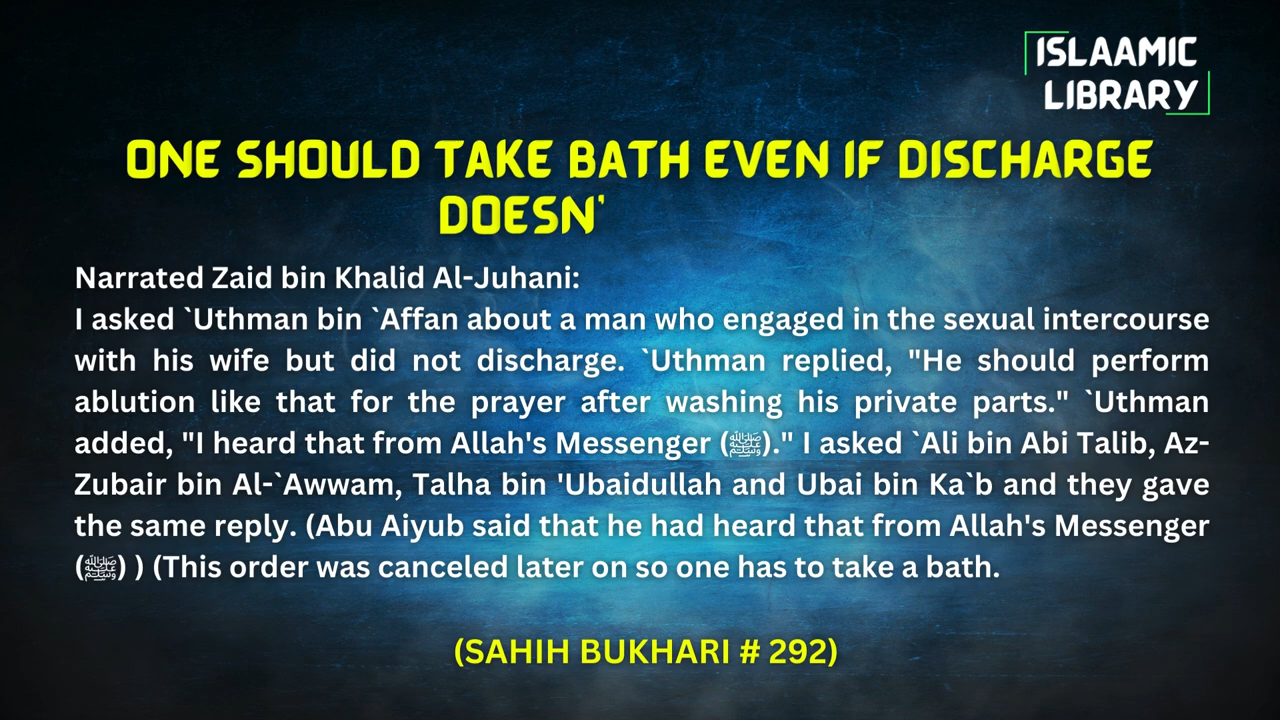 ISLAAMIC
LIBRARY
ONE SHOULD TAKE BATH EVEN IF DISCHARGE
DOESN'
Narrated Zaid bin Khalid Al-Juhani:
I asked `Uthman bin `Affan about a man who engaged in the sexual intercourse
with his wife but did not discharge. `Uthman replied, "He should perform
ablution like that for the prayer after washing his private parts." `Uthman
added, "I heard that from Allah's Messenger (ﷺ)." I asked `Ali bin Abi Talib, Az-
Zubair bin Al-`Awwam, Talha bin 'Ubaidullah and Ubai bin Ka`b and they gave
the same reply. (Abu Aiyub said that he had heard that from Allah's Messenger
(ﷺ) ) (This order was canceled later on so one has to take a bath.
(SAHIH BUKHARI # 292)